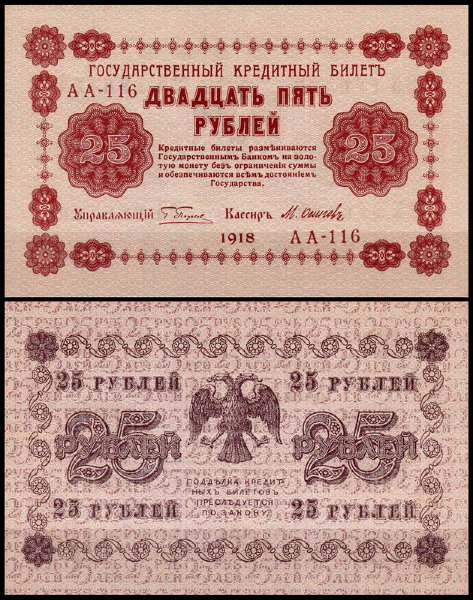 ГОСУДАРСТВЕННЫЙ КРЕДИТНЫЙ БИЛЕТЪ
АА-116
ДВАДЦАТЬ ПЯТЬ
РУБЛЕЙ
25
25
Кредитные билеты размѣниваются
Государственнымъ Банкомъ на золо-
тую монету безъ ограниченія суммы
и обезпечиваются всѣмъ достояніемъ
Государства.
Управляющій
Кассиръ
1918
АА-116
25 РУБЛЕЙ
25 РУБЛЕЙ
25
РУБЛЕЙ
25
РУБЛЕЙ
ПОДДѢЛКА КРЕДИТ-
НЫХЪ БИЛЕТОВЪ
ПРЕСЛѢДУЕТСЯ
ПО ЗАКОНУ.
25 РУБЛЕЙ
25 РУБЛЕЙ